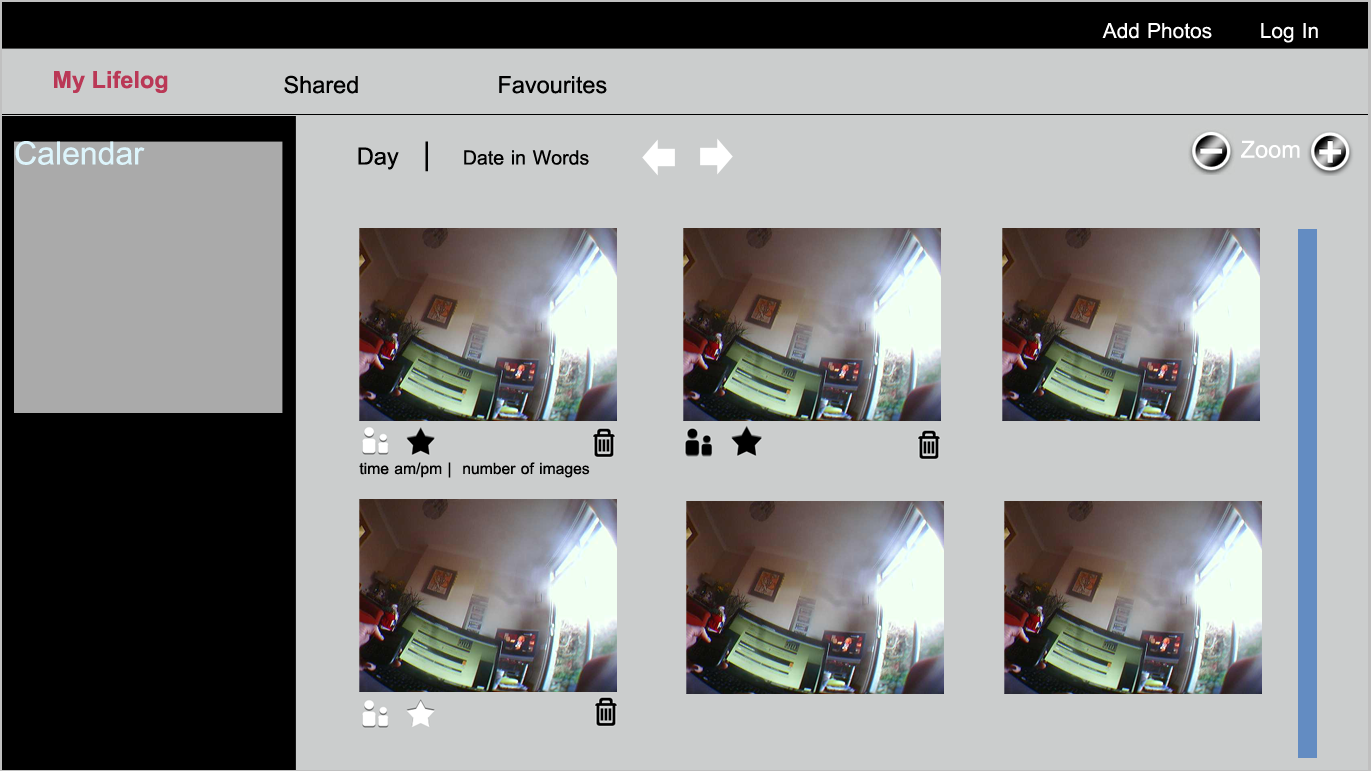 Add Photos Log In
My Lifelog Shared Favourites
Calendar
Day | Date in Words
Zoom
time am/pm | number of images